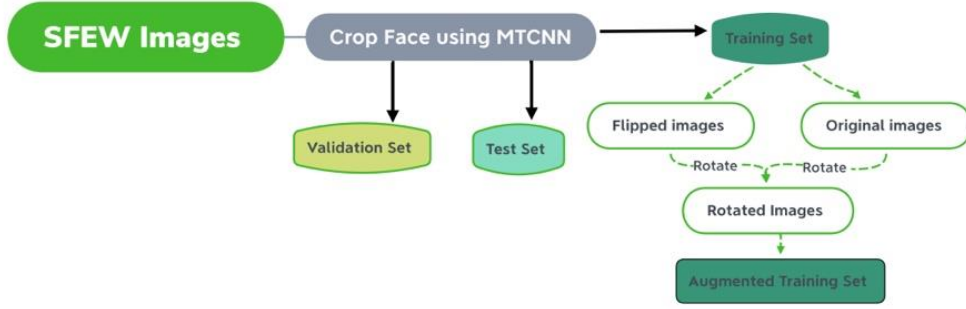 SFEW Images
Crop Face using MTCNN
Training Set
Flipped images
Original images
Validation Set
Test Set
Rotate
Rotate
Rotated Images
Augmented Training Set